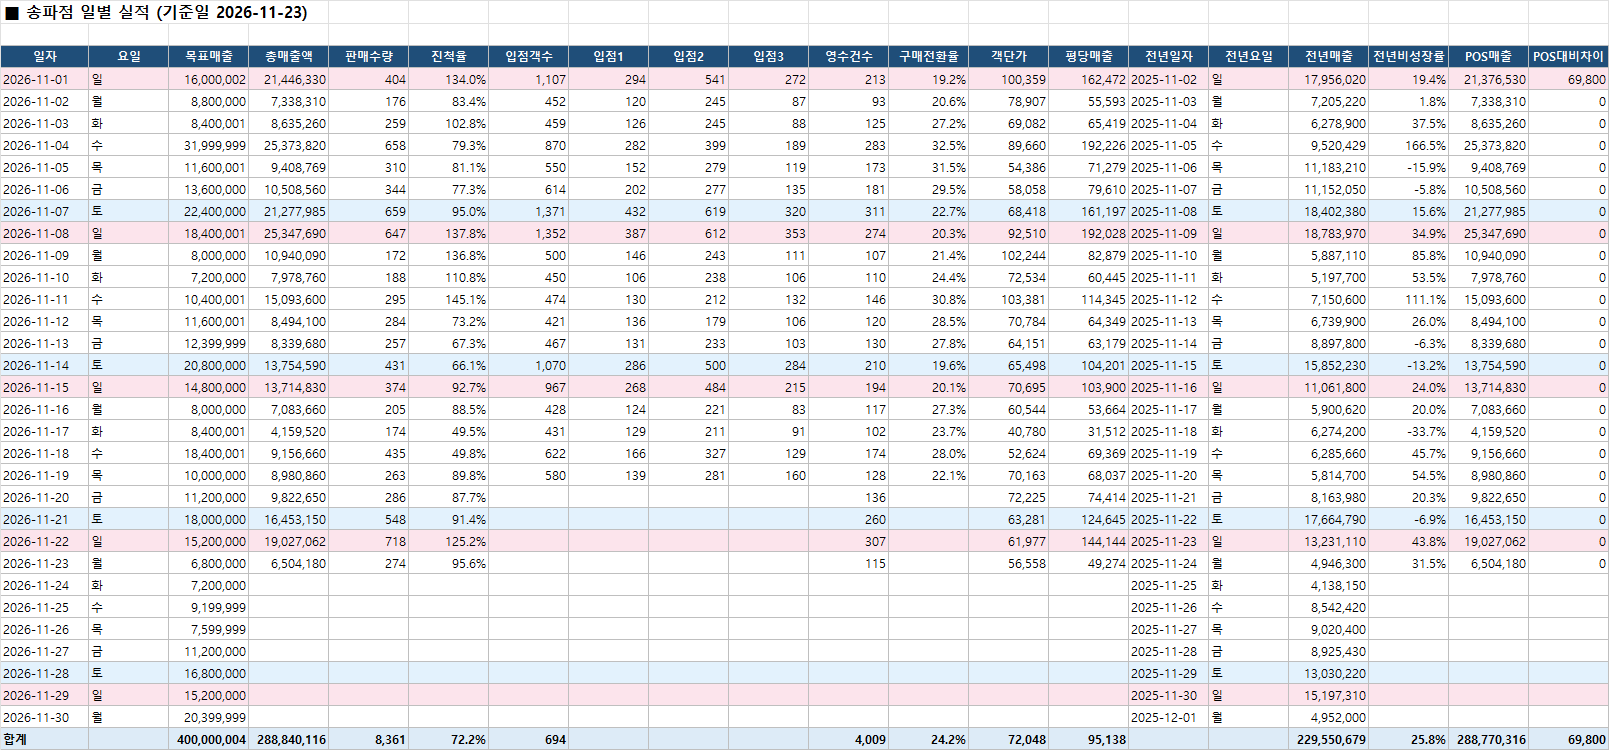 ■ 송파점 일별 실적 (기준일 2026-11-23)
일자 요일 목표매출 총매출액 판매수량 진척율 입점객수 입점1 입점2 입점3 영수건수 구매전환율 객단가 평당매출 전년일자 전년요일 전년매출 전년비성장률 POS매출 POS대비차이
2026-11-01 일 16,000,002 21,446,330 404 134.0% 1,107 294 541 272 213 19.2% 100,359 162,472 2025-11-02 일 17,956,020 19.4% 21,376,530 69,800
2026-11-02 월 8,800,000 7,338,310 176 83.4% 452 120 245 87 93 20.6% 78,907 55,593 2025-11-03 월 7,205,220 1.8% 7,338,310 0
2026-11-03 화 8,400,001 8,635,260 259 102.8% 459 126 245 88 125 27.2% 69,082 65,419 2025-11-04 화 6,278,900 37.5% 8,635,260 0
2026-11-04 수 31,999,999 25,373,820 658 79.3% 870 282 399 189 283 32.5% 89,660 192,226 2025-11-05 수 9,520,429 166.5% 25,373,820 0
2026-11-05 목 11,600,001 9,408,769 310 81.1% 550 152 279 119 173 31.5% 54,386 71,279 2025-11-06 목 11,183,210 -15.9% 9,408,769 0
2026-11-06 금 13,600,000 10,508,560 344 77.3% 614 202 277 135 181 29.5% 58,058 79,610 2025-11-07 금 11,152,050 -5.8% 10,508,560 0
2026-11-07 토 22,400,000 21,277,985 659 95.0% 1,371 432 619 320 311 22.7% 68,418 161,197 2025-11-08 토 18,402,380 15.6% 21,277,985 0
2026-11-08 일 18,400,001 25,347,690 647 137.8% 1,352 387 612 353 274 20.3% 92,510 192,028 2025-11-09 일 18,783,970 34.9% 25,347,690 0
2026-11-09 월 8,000,000 10,940,090 172 136.8% 500 146 243 111 107 21.4% 102,244 82,879 2025-11-10 월 5,887,110 85.8% 10,940,090 0
2026-11-10 화 7,200,000 7,978,760 188 110.8% 450 106 238 106 110 24.4% 72,534 60,445 2025-11-11 화 5,197,700 53.5% 7,978,760 0
2026-11-11 수 10,400,001 15,093,600 295 145.1% 474 130 212 132 146 30.8% 103,381 114,345 2025-11-12 수 7,150,600 111.1% 15,093,600 0
2026-11-12 목 11,600,001 8,494,100 284 73.2% 421 136 179 106 120 28.5% 70,784 64,349 2025-11-13 목 6,739,900 26.0% 8,494,100 0
2026-11-13 금 12,399,999 8,339,680 257 67.3% 467 131 233 103 130 27.8% 64,151 63,179 2025-11-14 금 8,897,800 -6.3% 8,339,680 0
2026-11-14 토 20,800,000 13,754,590 431 66.1% 1,070 286 500 284 210 19.6% 65,498 104,201 2025-11-15 토 15,852,230 -13.2% 13,754,590 0
2026-11-15 일 14,800,000 13,714,830 374 92.7% 967 268 484 215 194 20.1% 70,695 103,900 2025-11-16 일 11,061,800 24.0% 13,714,830 0
2026-11-16 월 8,000,000 7,083,660 205 88.5% 428 124 221 83 117 27.3% 60,544 53,664 2025-11-17 월 5,900,620 20.0% 7,083,660 0
2026-11-17 화 8,400,001 4,159,520 174 49.5% 431 129 211 91 102 23.7% 40,780 31,512 2025-11-18 화 6,274,200 -33.7% 4,159,520 0
2026-11-18 수 18,400,001 9,156,660 435 49.8% 622 166 327 129 174 28.0% 52,624 69,369 2025-11-19 수 6,285,660 45.7% 9,156,660 0
2026-11-19 목 10,000,000 8,980,860 263 89.8% 580 139 281 160 128 22.1% 70,163 68,037 2025-11-20 목 5,814,700 54.5% 8,980,860 0
2026-11-20 금 11,200,000 9,822,650 286 87.7% 136 72,225 74,414 2025-11-21 금 8,163,980 20.3% 9,822,650 0
2026-11-21 토 18,000,000 16,453,150 548 91.4% 260 63,281 124,645 2025-11-22 토 17,664,790 -6.9% 16,453,150 0
2026-11-22 일 15,200,000 19,027,062 718 125.2% 307 61,977 144,144 2025-11-23 일 13,231,110 43.8% 19,027,062 0
2026-11-23 월 6,800,000 6,504,180 274 95.6% 115 56,558 49,274 2025-11-24 월 4,946,300 31.5% 6,504,180 0
2026-11-24 화 7,200,000 2025-11-25 화 4,138,150
2026-11-25 수 9,199,999 2025-11-26 수 8,542,420
2026-11-26 목 7,599,999 2025-11-27 목 9,020,400
2026-11-27 금 11,200,000 2025-11-28 금 8,925,430
2026-11-28 토 16,800,000 2025-11-29 토 13,030,220
2026-11-29 일 15,200,000 2025-11-30 일 15,197,310
2026-11-30 월 20,399,999 2025-12-01 월 4,952,000
합계 400,000,004 288,840,116 8,361 72.2% 694 4,009 24.2% 72,048 95,138 229,550,679 25.8% 288,770,316 69,800